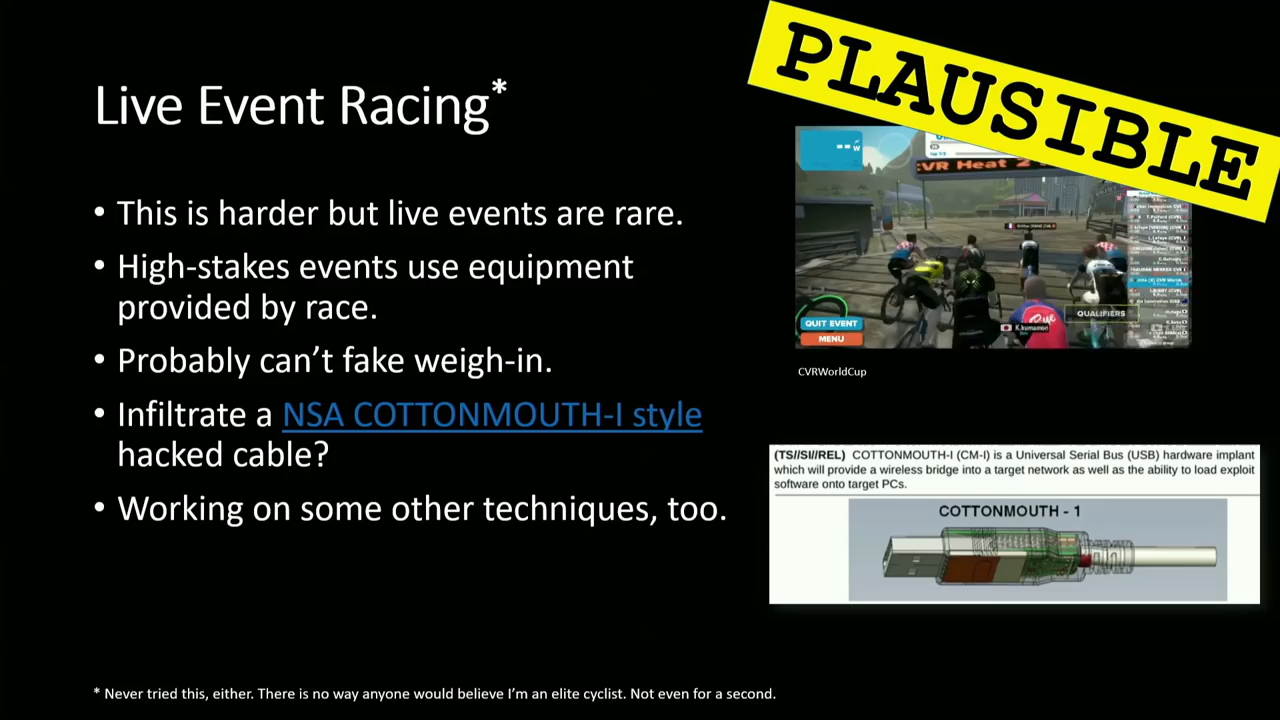 PLAUSIBLE
Live Event Racing*
• This is harder but live events are rare.
• High-stakes events use equipment
provided by race.
• Probably can’t fake weigh-in.
• Infiltrate a NSA COTTONMOUTH-I style
hacked cable?
• Working on some other techniques, too.
CVR Heat 2
QUALIFIERS
QUIT EVENT
MENU
K.kumamon
CVRWorldCup
(TS//SI//REL) COTTONMOUTH-I (CM-I) is a Universal Serial Bus (USB) hardware implant
which will provide a wireless bridge into a target network as well as the ability to load exploit
software onto target PCs.
COTTONMOUTH - 1
* Never tried this, either. There is no way anyone would believe I’m an elite cyclist. Not even for a second.